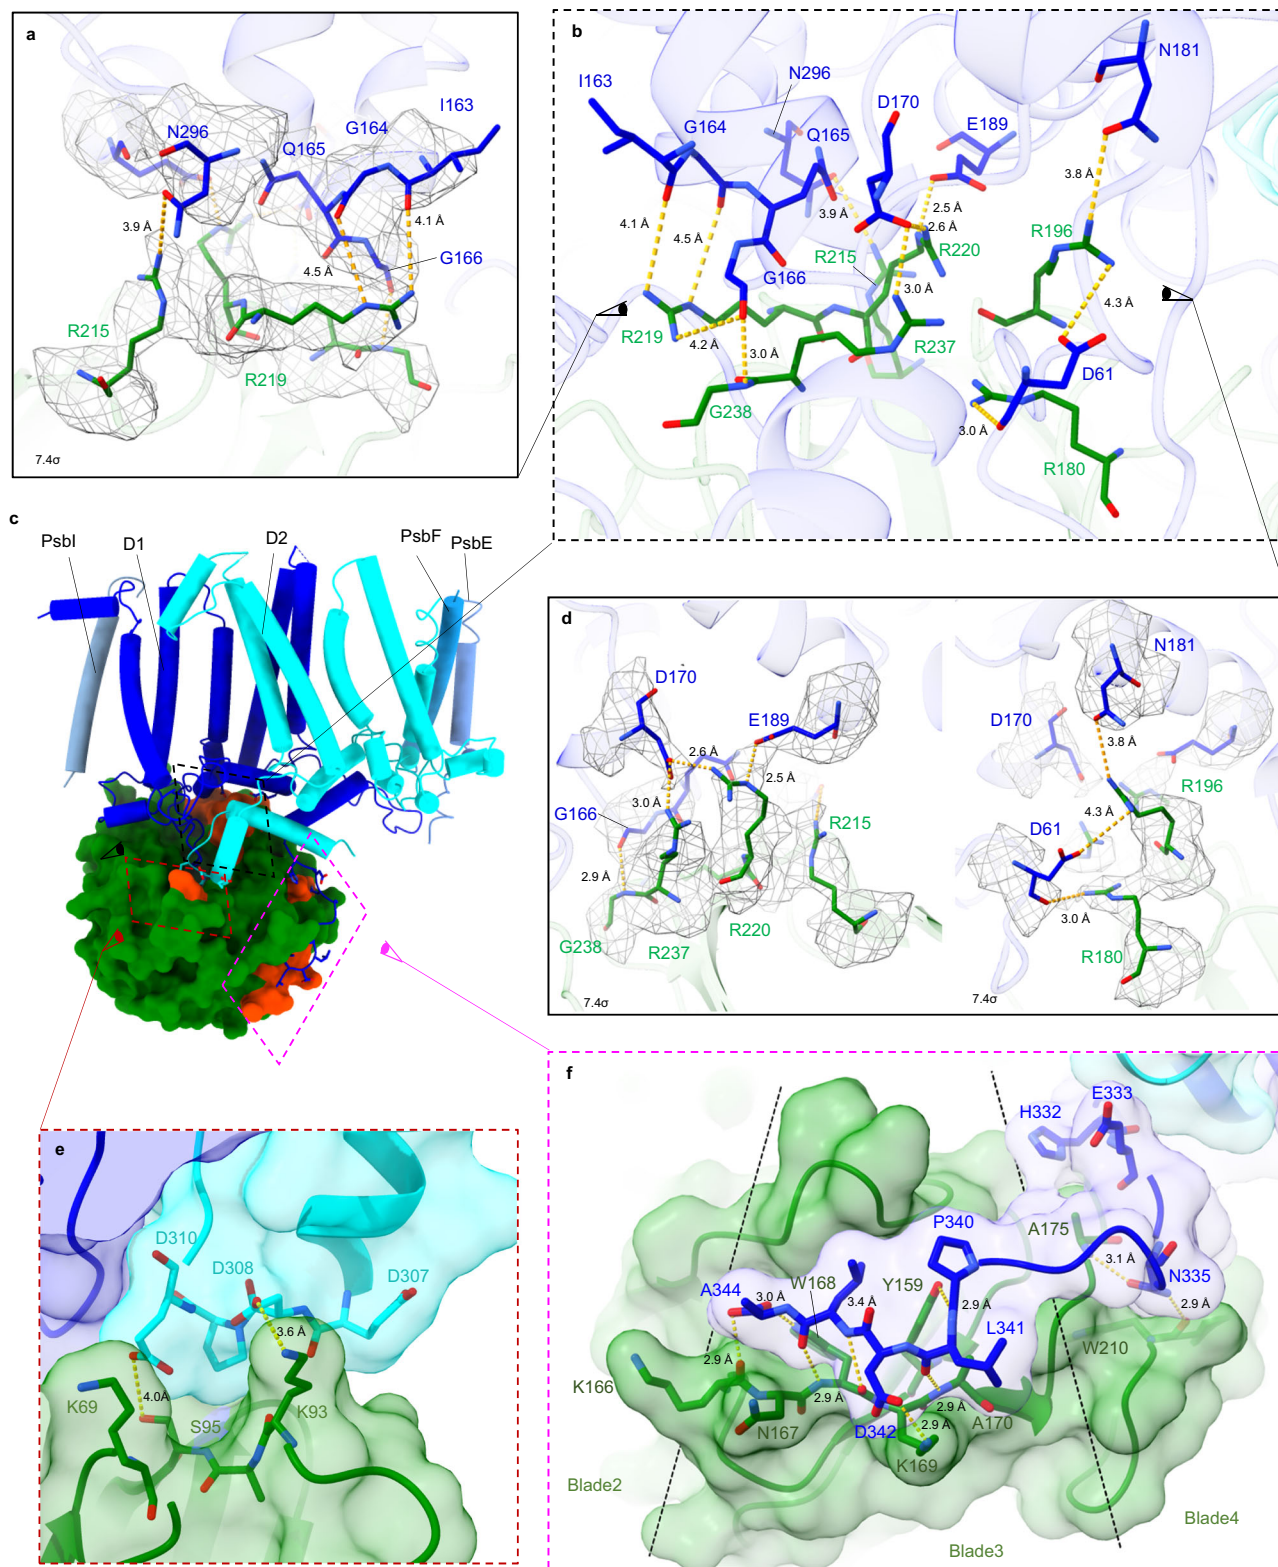 a
N296
Q165
G164
I163
3.9 Å
4.1 Å
4.5 Å
G166
R215
R219
7.4σ
b
I163
N296
G164
Q165
D170
E189
N181
3.8 Å
2.5 Å
4.1 Å
4.5 Å
3.9 Å
2.6 Å
R196
R215
R220
G166
3.0 Å
4.3 Å
R219
4.2 Å
3.0 Å
R237
D61
G238
3.0 Å
R180
c
PsbI
D1
D2
PsbF
PsbE
d
D170
E189
2.6 Å
2.5 Å
3.0 Å
G166
R215
2.9 Å
G238
R237
R220
7.4σ
N181
D170
3.8 Å
R196
4.3 Å
D61
3.0 Å
R180
7.4σ
e
D310
D308
D307
3.6 Å
4.0Å
K69
S95
K93
f
E333
H332
P340
A175
3.1 Å
N335
A344
W168
Y159
3.0 Å
3.4 Å
2.9 Å
2.9 Å
L341
W210
2.9 Å
K166
2.9 Å
2.9 Å
A170
N167
D342
2.9 Å
K169
Blade2
Blade4
Blade3